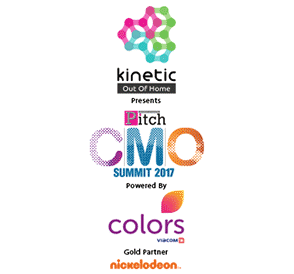 kinetic
Out Of Home
Presents
Pitch
CMO
SUMMIT 2017
Powered By
colors
VIACOM18
Gold Partner
nickelodeon